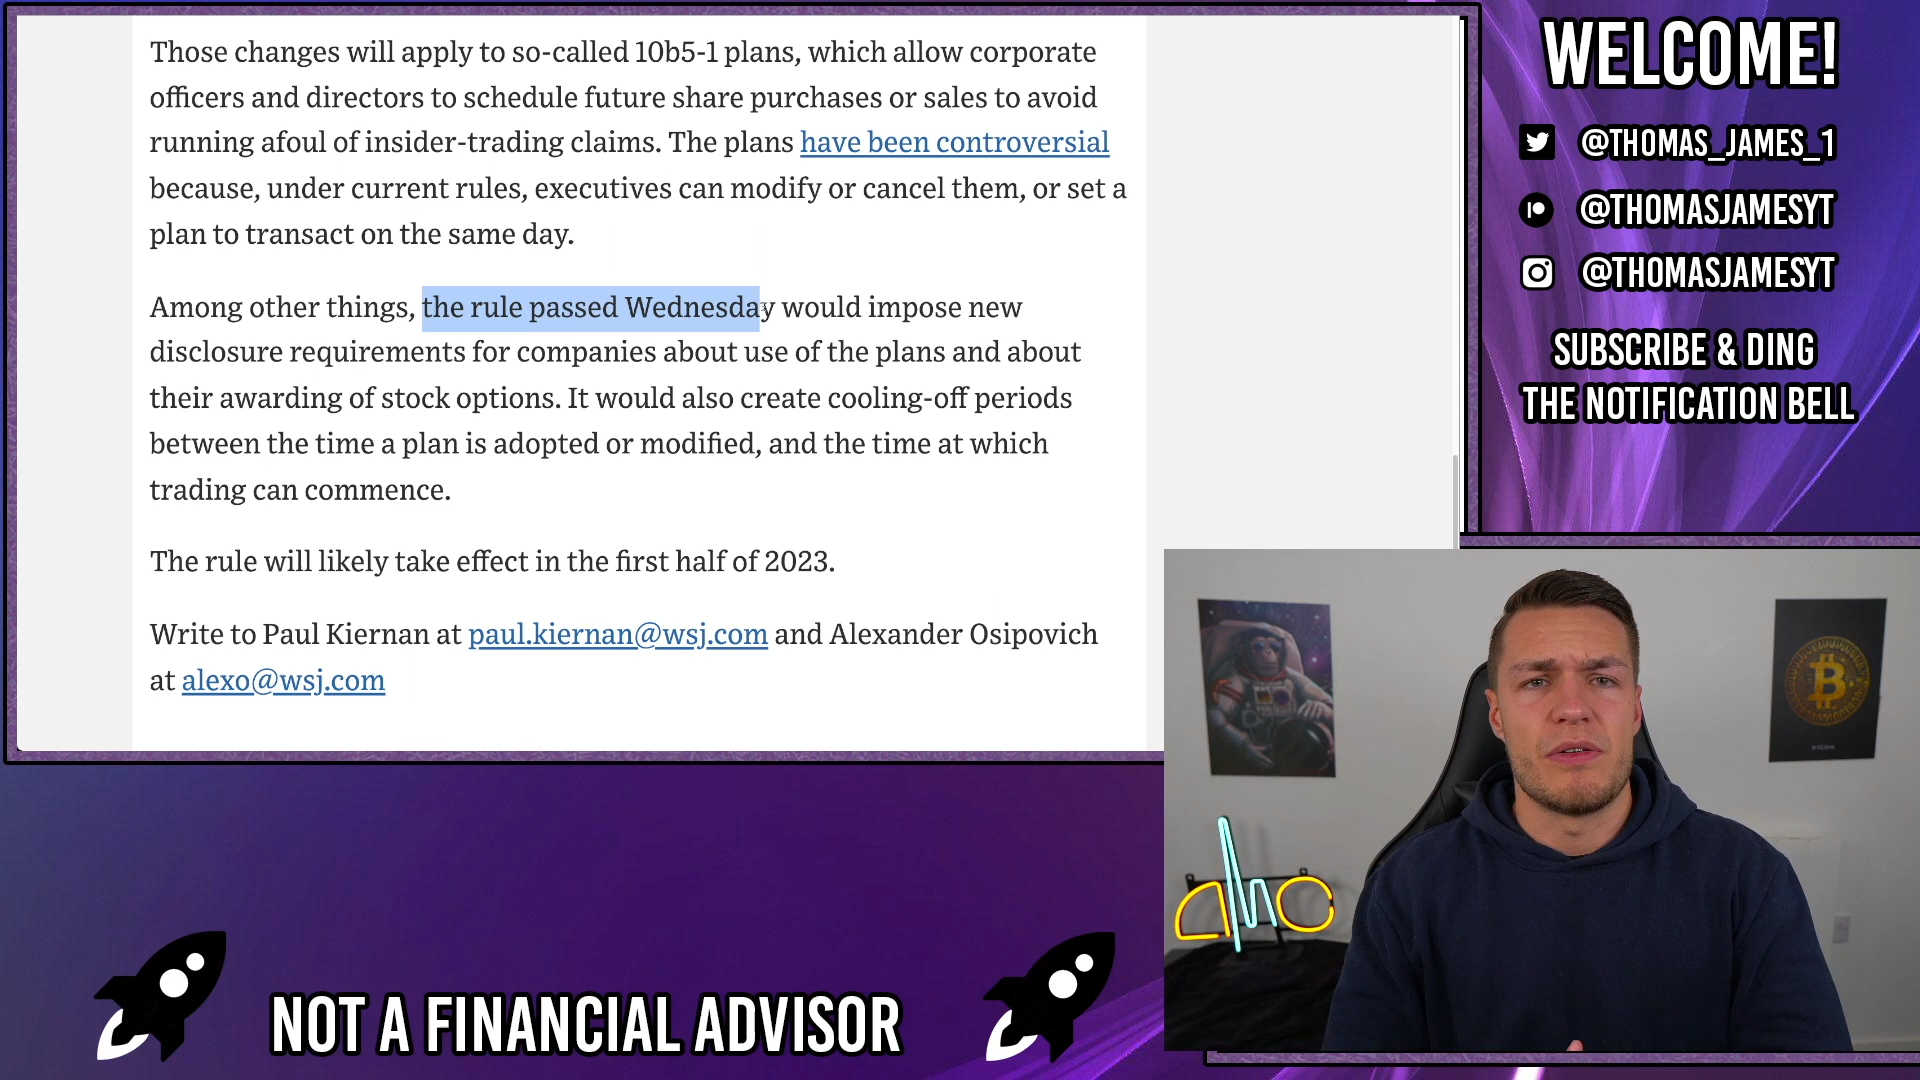 Those changes will apply to so-called 10b5-1 plans, which allow corporate
officers and directors to schedule future share purchases or sales to avoid
running afoul of insider-trading claims. The plans have been controversial
because, under current rules, executives can modify or cancel them, or set a
plan to transact on the same day.
Among other things, the rule passed Wednesday would impose new
disclosure requirements for companies about use of the plans and about
their awarding of stock options. It would also create cooling-off periods
between the time a plan is adopted or modified, and the time at which
trading can commence.
The rule will likely take effect in the first half of 2023.
Write to Paul Kiernan at paul.kiernan@wsj.com and Alexander Osipovich
at alexo@wsj.com
WELCOME!
@THOMAS_JAMES_1
@THOMASJAMESYT
@THOMASJAMESYT
SUBSCRIBE & DING
THE NOTIFICATION BELL
BITCOIN
NOT A FINANCIAL ADVISOR